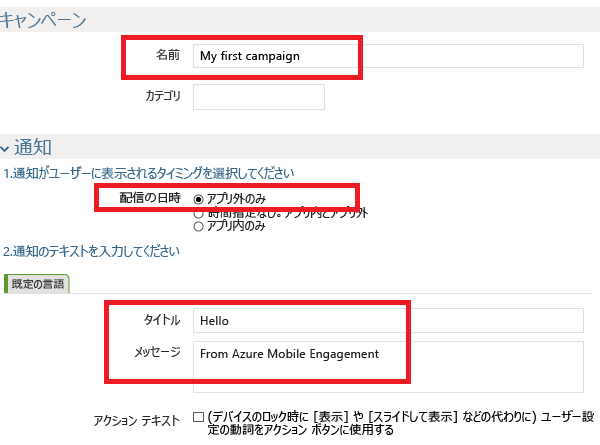 キャンペーン
名前 My first campaign
カテゴリ
通知
1.通知がユーザーに表示されるタイミングを選択してください
配信の日時 アプリ外のみ
時間指定なし。アプリ内とアプリ外
アプリ内のみ
2.通知のテキストを入力してください
既定の言語
タイトル Hello
メッセージ From Azure Mobile Engagement
アクション テキスト (デバイスのロック時に [表示] や [スライドして表示] などの代わりに) ユーザー設
定の動詞をアクション ボタンに使用する